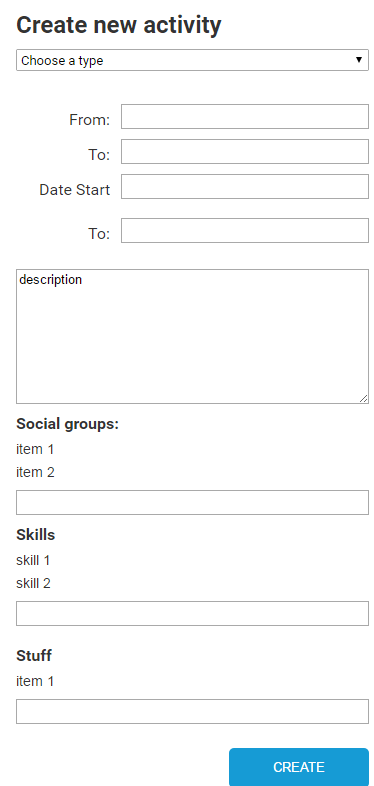 Create new activity
Choose a type
From:
To:
Date Start
To:
description
Social groups:
item 1
item 2
Skills
skill 1
skill 2
Stuff
item 1
CREATE